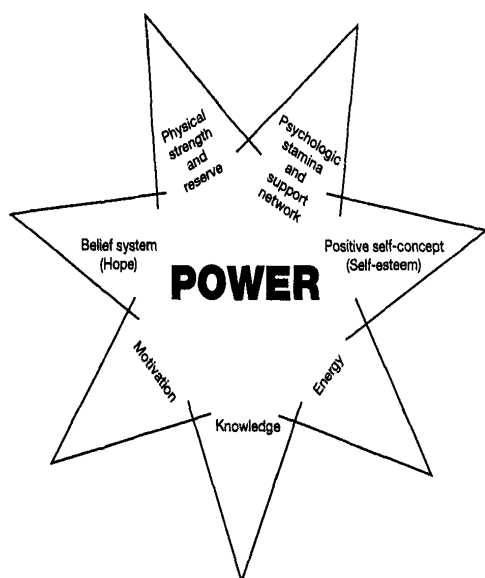 Physical
strength
and
reserve
Psychologic
stamina
and
support
network
Belief system
(Hope)
Positive self-concept
(Self-esteem)
POWER
Motivation
Energy
Knowledge